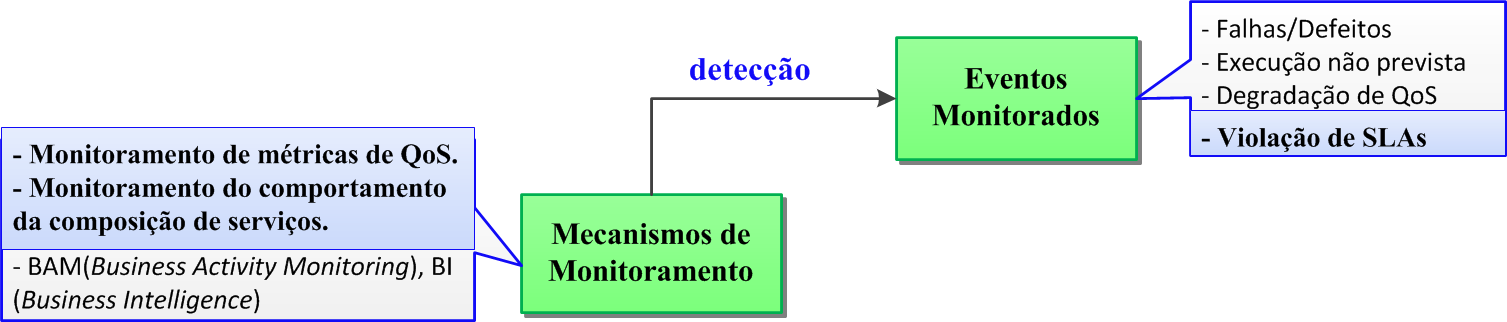 - Monitoramento de métricas de QoS.
- Monitoramento do comportamento
da composição de serviços.
- BAM(Business Activity Monitoring), BI
(Business Intelligence)
Mecanismos de
Monitoramento
detecção
Eventos
Monitorados
- Falhas/Defeitos
- Execução não prevista
- Degradação de QoS
- Violação de SLAs